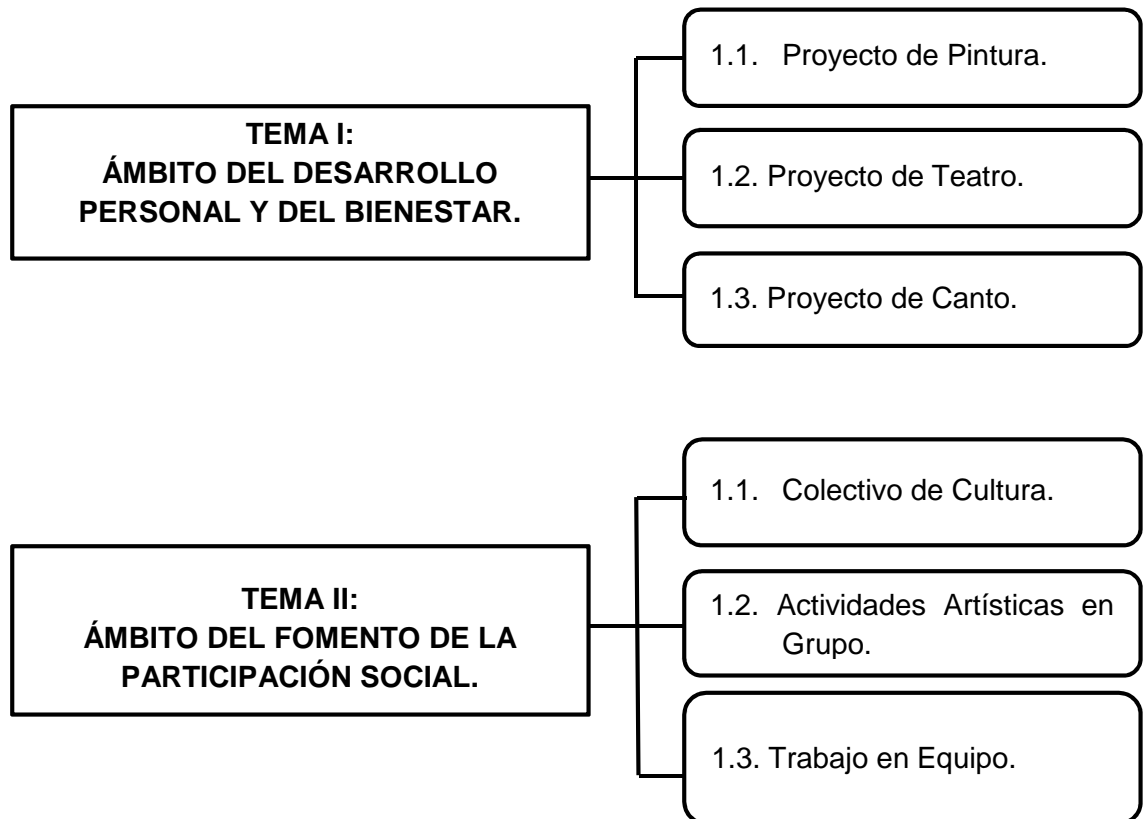 TEMA I:
ÁMBITO DEL DESARROLLO
PERSONAL Y DEL BIENESTAR.
1.1. Proyecto de Pintura.
1.2. Proyecto de Teatro.
1.3. Proyecto de Canto.
TEMA II:
ÁMBITO DEL FOMENTO DE LA
PARTICIPACIÓN SOCIAL.
1.1. Colectivo de Cultura.
1.2. Actividades Artísticas en
Grupo.
1.3. Trabajo en Equipo.